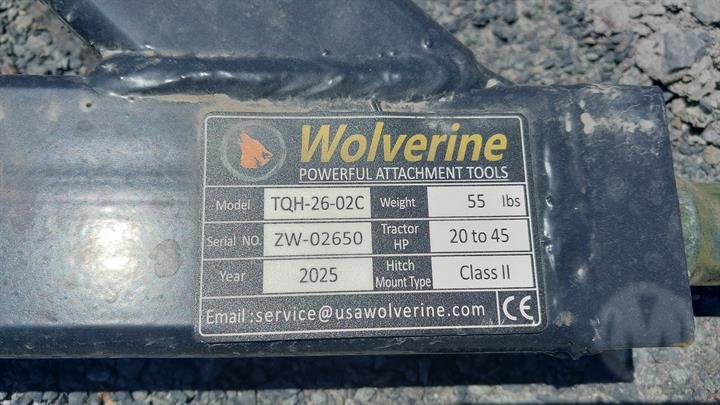 Wolverine
POWERFUL ATTACHMENT TOOLS
Model TQH-26-02C Weight 55 lbs
Serial NO. ZW-02650 Tractor HP 20 to 45
Year 2025 Hitch Mount Type Class II
Email :service@usawolverine.com CE